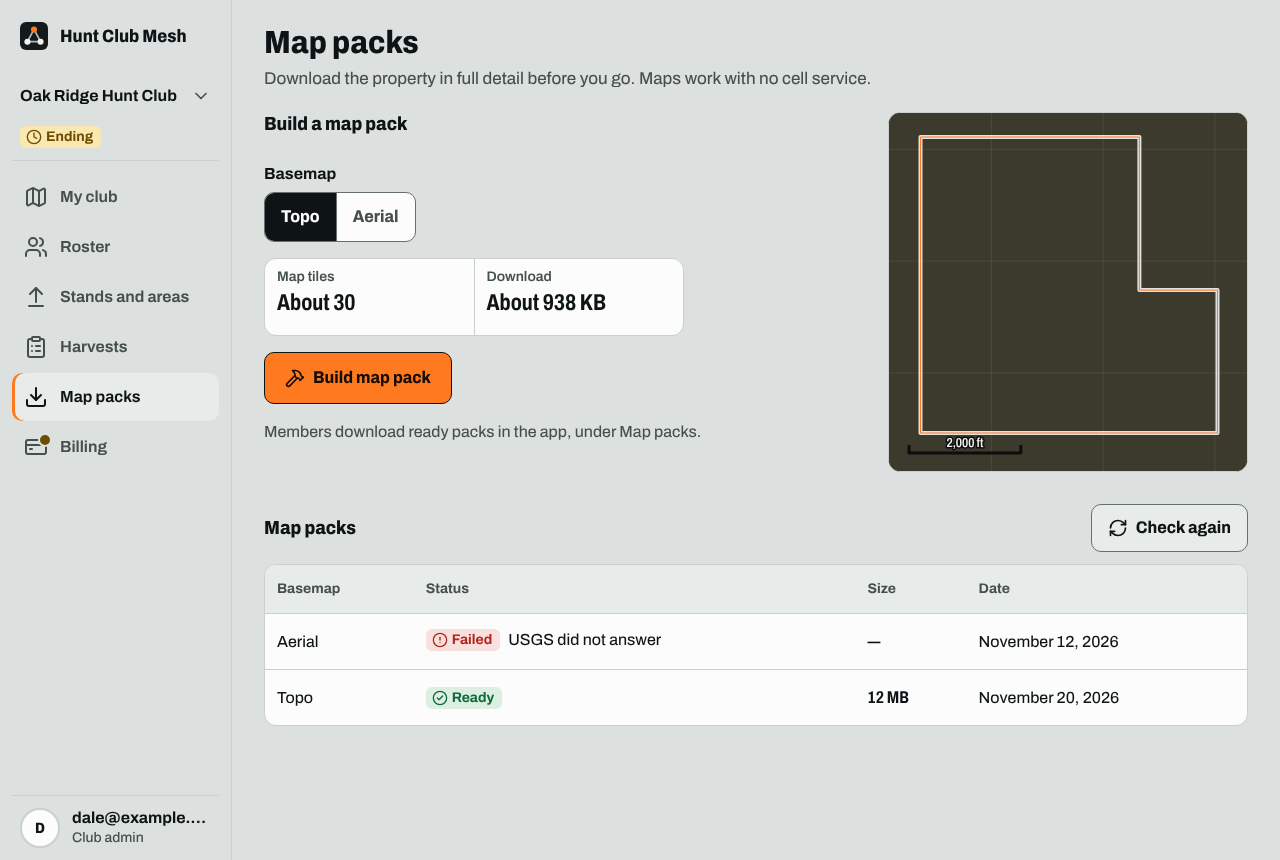 Hunt Club Mesh
Oak Ridge Hunt Club
Ending
My club
Roster
Stands and areas
Harvests
Map packs
Billing
dale@example....
D
Club admin
Map packs
Download the property in full detail before you go. Maps work with no cell service.
Build a map pack
Basemap
Topo Aerial
Map tiles Download
About 30 About 938 KB
Build map pack
Members download ready packs in the app, under Map packs.
2,000 ft
Map packs
Check again
Basemap Status Size Date
Aerial Failed USGS did not answer — November 12, 2026
Topo Ready 12 MB November 20, 2026